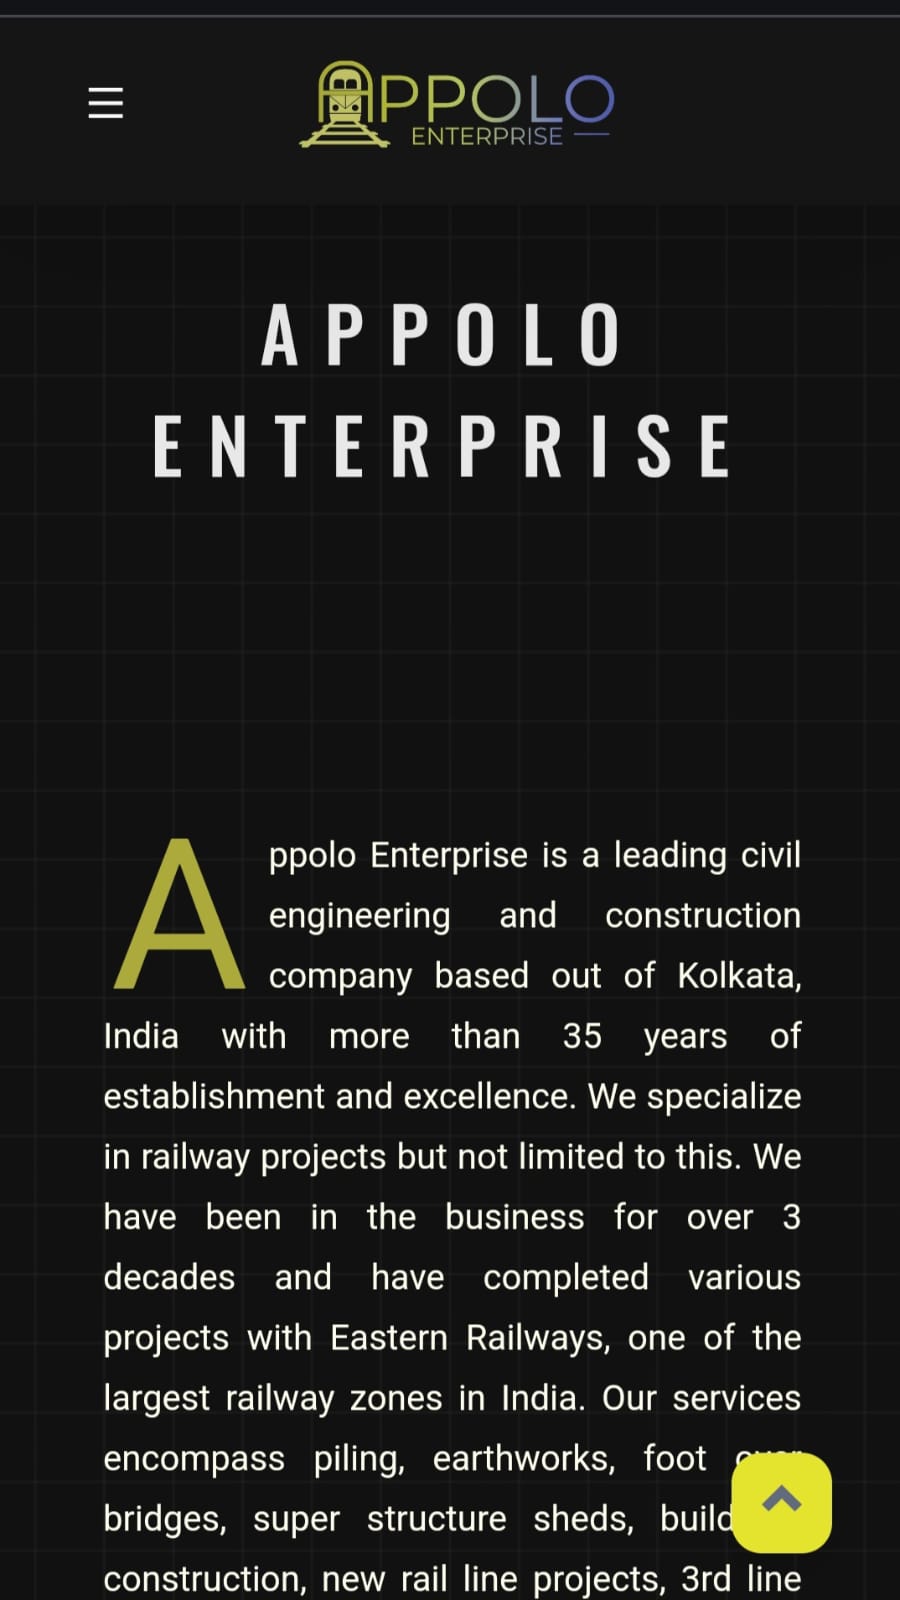 APPOLO
ENTERPRISE
APPOLO
ENTERPRISE
Appolo Enterprise is a leading civil
engineering and construction
company based out of Kolkata,
India with more than 35 years of
establishment and excellence. We specialize
in railway projects but not limited to this. We
have been in the business for over 3
decades and have completed various
projects with Eastern Railways, one of the
largest railway zones in India. Our services
encompass piling, earthworks, foot
bridges, super structure sheds,
construction, new rail line projects, 3rd line